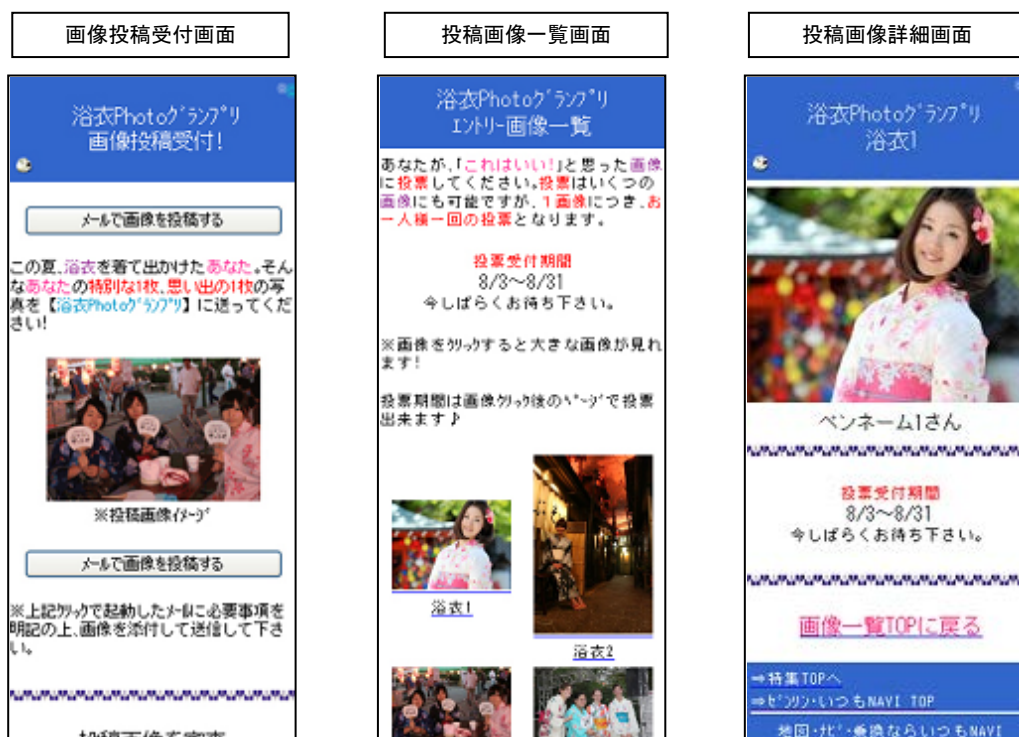 画像投稿受付画面
浴衣Photoグランプリ
画像投稿受付!
メールで画像を投稿する
この夏、浴衣を着て出かけたあなた。そん
なあなたの特別な1枚、思い出の1枚の写
真を【浴衣Photoグランプリ】に送ってくだ
さい!
※投稿画像イメージ
メールで画像を投稿する
※上記クリックで起動したメールに必要事項を
明記の上、画像を添付して送信して下さ
い。
投稿画像一覧画面
浴衣Photoグランプリ
エントリー画像一覧
あなたが、「これはいい!」と思った画像
に投票してください。投票はいくつの
画像にも可能ですが、1画像につき、お
一人様一回の投票となります。
投票受付期間
8/3~8/31
今しばらくお待ち下さい。
※画像をクリックすると大きな画像が見れ
ます!
投票期間は画像クリック後のページで投票
出来ます♪
浴衣1
浴衣2
投稿画像詳細画面
浴衣Photoグランプリ
浴衣1
ペンネーム1さん
投票受付期間
8/3~8/31
今しばらくお待ち下さい。
画像一覧TOPに戻る
⇒特集TOPへ
⇒ゼンリン・いつもNAVI TOP
地図・ナビ・乗換ならいつもNAVI